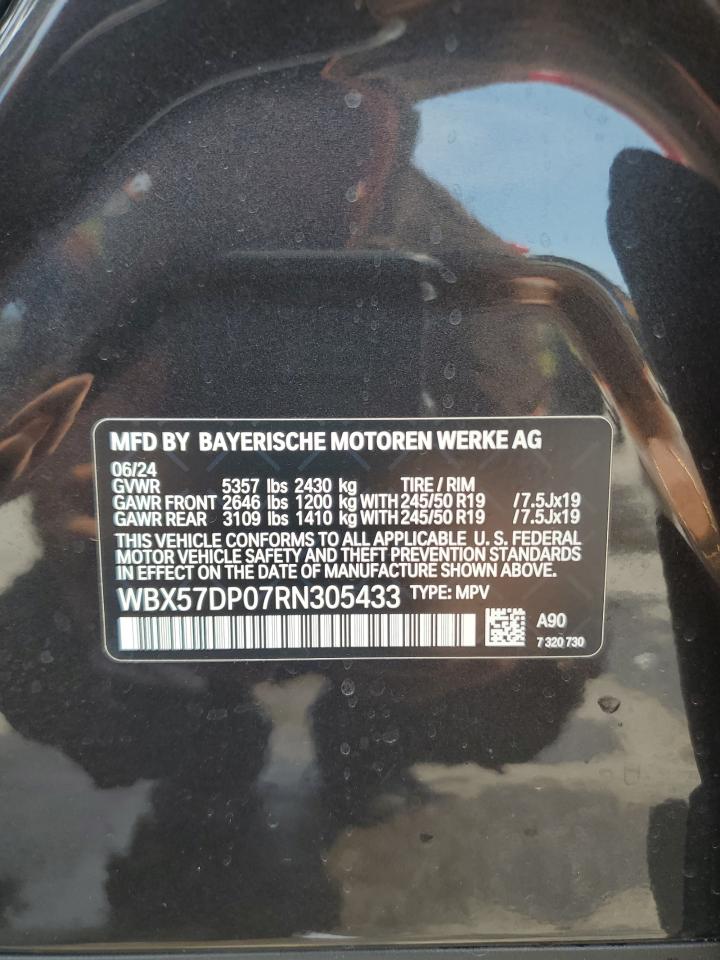 MFD BY BAYERISCHE MOTOREN WERKE AG
06/24
GVWR 5357 lbs 2430 kg TIRE / RIM
GAWR FRONT 2646 lbs 1200 kg WITH 245/50 R19 /7.5Jx19
GAWR REAR 3109 lbs 1410 kg WITH 245/50 R19 /7.5Jx19
THIS VEHICLE CONFORMS TO ALL APPLICABLE U. S. FEDERAL
MOTOR VEHICLE SAFETY AND THEFT PREVENTION STANDARDS
IN EFFECT ON THE DATE OF MANUFACTURE SHOWN ABOVE.
WBX57DP07RN305433 TYPE: MPV
A90
7 320 730